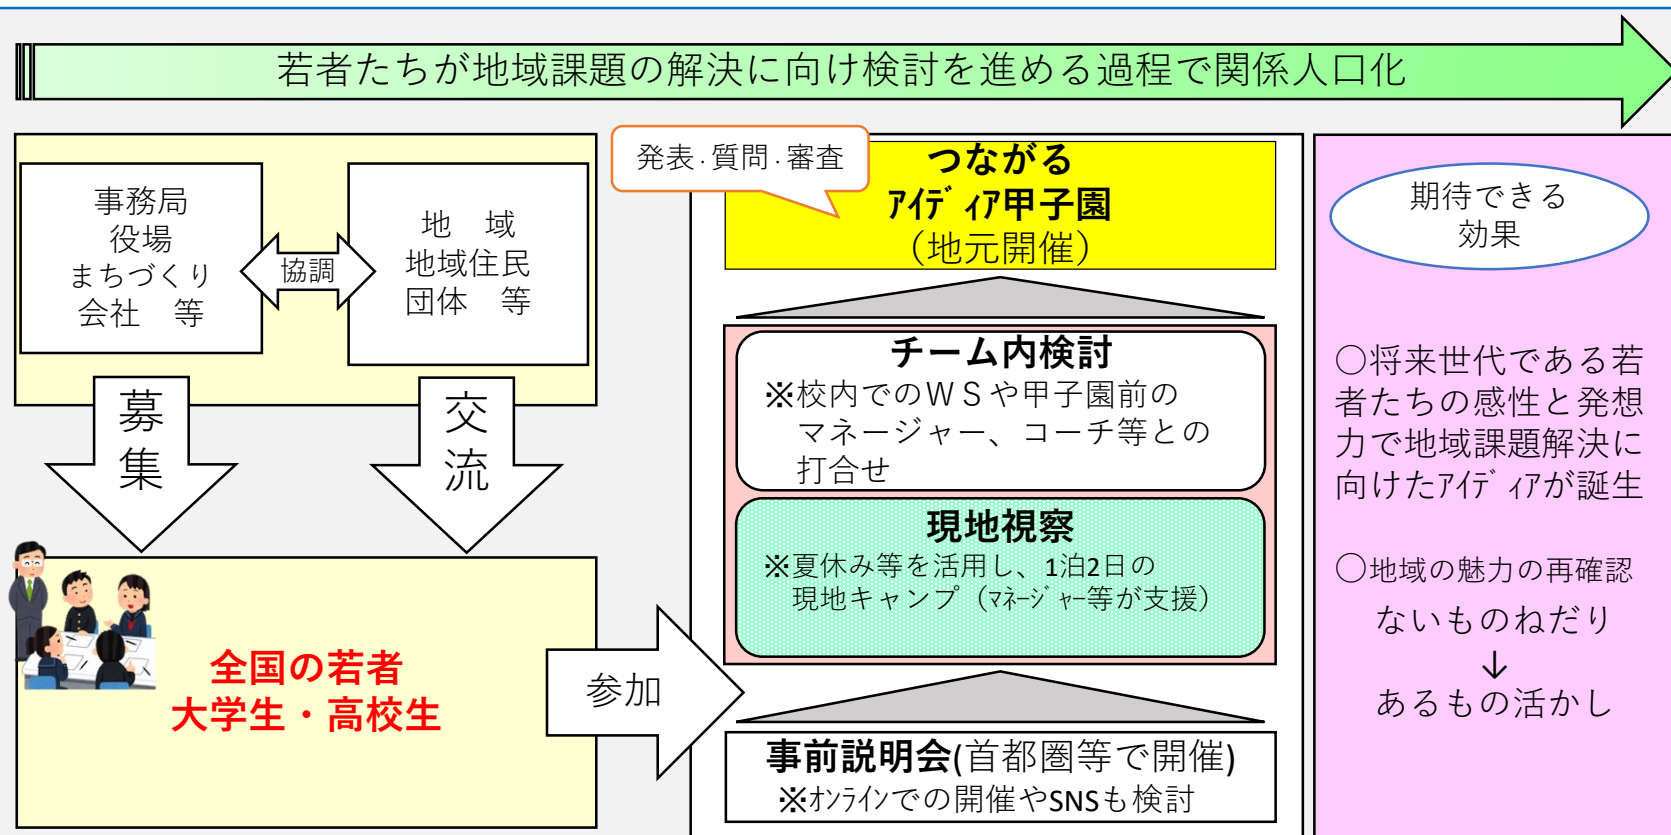 若者たちが地域課題の解決に向け検討を進める過程で関係人口化
事務局
役場
まちづくり
会社　等
協調
地　域
地域住民
団体　等
募集
交流
全国の若者
大学生・高校生
参加
発表・質問・審査
つながる
ｱｲﾃﾞｨｱ甲子園
（地元開催）
チーム内検討
※校内でのＷＳや甲子園前の
マネージャー、コーチ等との
打合せ
現地視察
※夏休み等を活用し、1泊2日の
現地キャンプ（ﾏﾈｰｼﾞｬｰ等が支援）
事前説明会(首都圏等で開催)
※ｵﾝﾗｲﾝでの開催やSNSも検討
期待できる
効果
○将来世代である若
者たちの感性と発想
力で地域課題解決に
向けたｱｲﾃﾞｨｱが誕生
○地域の魅力の再確認
ないものねだり
↓
あるもの活かし